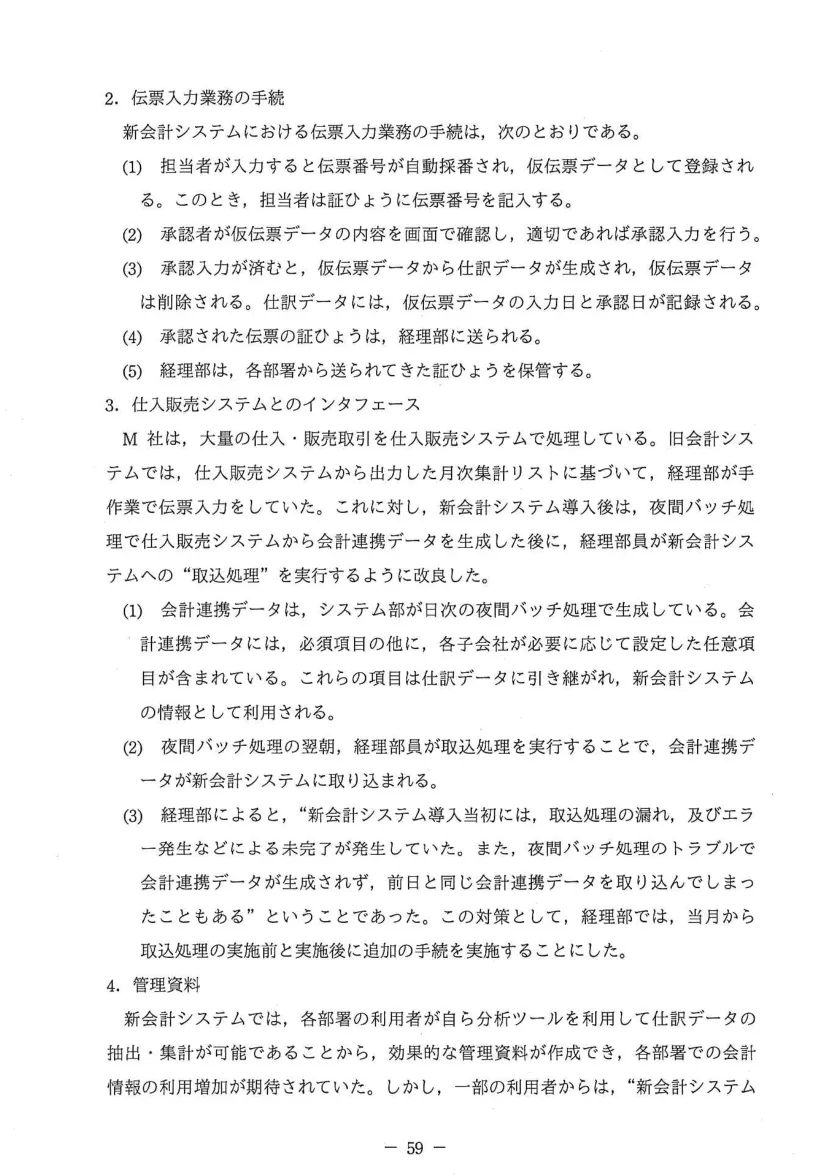 2. 伝票入力業務の手続
新会計システムにおける伝票入力業務の手続は，次のとおりである。
(1) 担当者が入力すると伝票番号が自動採番され，仮伝票データとして登録され
る。このとき，担当者は証ひょうに伝票番号を記入する。
(2) 承認者が仮伝票データの内容を画面で確認し，適切であれば承認入力を行う。
(3) 承認入力が済むと，仮伝票データから仕訳データが生成され，仮伝票データ
は削除される。仕訳データには，仮伝票データの入力日と承認日が記録される。
(4) 承認された伝票の証ひょうは，経理部に送られる。
(5) 経理部は，各部署から送られてきた証ひょうを保管する。
3. 仕入販売システムとのインタフェース
M 社は，大量の仕入・販売取引を仕入販売システムで処理している。旧会計シス
テムでは，仕入販売システムから出力した月次集計リストに基づいて，経理部が手
作業で伝票入力をしていた。これに対し，新会計システム導入後は，夜間バッチ処
理で仕入販売システムから会計連携データを生成した後に，経理部員が新会計シス
テムへの“取込処理”を実行するように改良した。
(1) 会計連携データは，システム部が日次の夜間バッチ処理で生成している。会
計連携データには，必須項目の他に，各子会社が必要に応じて設定した任意項
目が含まれている。これらの項目は仕訳データに引き継がれ，新会計システム
の情報として利用される。
(2) 夜間バッチ処理の翌朝，経理部員が取込処理を実行することで，会計連携デ
ータが新会計システムに取り込まれる。
(3) 経理部によると，“新会計システム導入当初には，取込処理の漏れ，及びエラ
ー発生などによる未完了が発生していた。また，夜間バッチ処理のトラブルで
会計連携データが生成されず，前日と同じ会計連携データを取り込んでしまっ
たこともある”ということであった。この対策として，経理部では，当月から
取込処理の実施前と実施後に追加の手続を実施することにした。
4. 管理資料
新会計システムでは，各部署の利用者が自ら分析ツールを利用して仕訳データの
抽出・集計が可能であることから，効果的な管理資料が作成でき，各部署での会計
情報の利用増加が期待されていた。しかし，一部の利用者からは，“新会計システム
－ 59 －